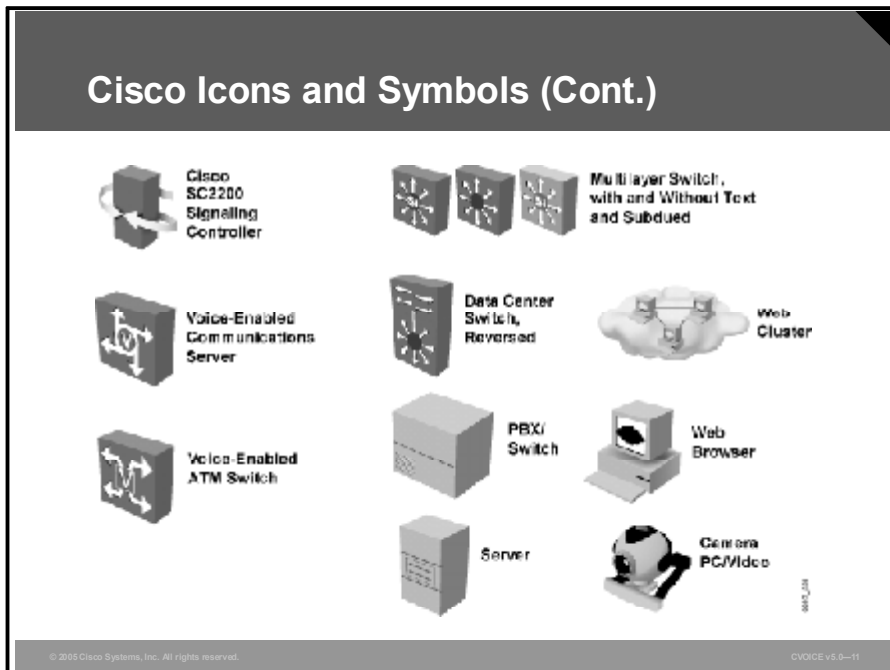 Cisco Icons and Symbols (Cont.)
Cisco
SC2200
Signaling
Controller
Multilayer Switch,
with and Without Text
and Subdued
Voice-Enabled
Communications
Server
Data Center
Switch,
Reversed
Web
Cluster
Voice-Enabled
ATM Switch
PBX/
Switch
Web
Browser
Server
Camera
PC/Video
© 2005 Cisco Systems, Inc. All rights reserved.
CVOICE v5.0—11